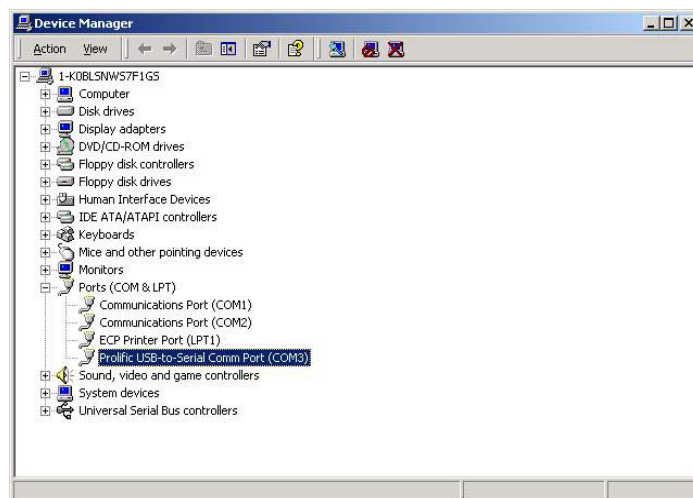 Device Manager
Action View
1-K0BLSNWS7F1GS
Computer
Disk drives
Display adapters
DVD/CD-ROM drives
Floppy disk controllers
Floppy disk drives
Human Interface Devices
IDE ATA/ATAPI controllers
Keyboards
Mice and other pointing devices
Monitors
Ports (COM & LPT)
Communications Port (COM1)
Communications Port (COM2)
ECP Printer Port (LPT1)
Prolific USB-to-Serial Comm Port (COM3)
Sound, video and game controllers
System devices
Universal Serial Bus controllers